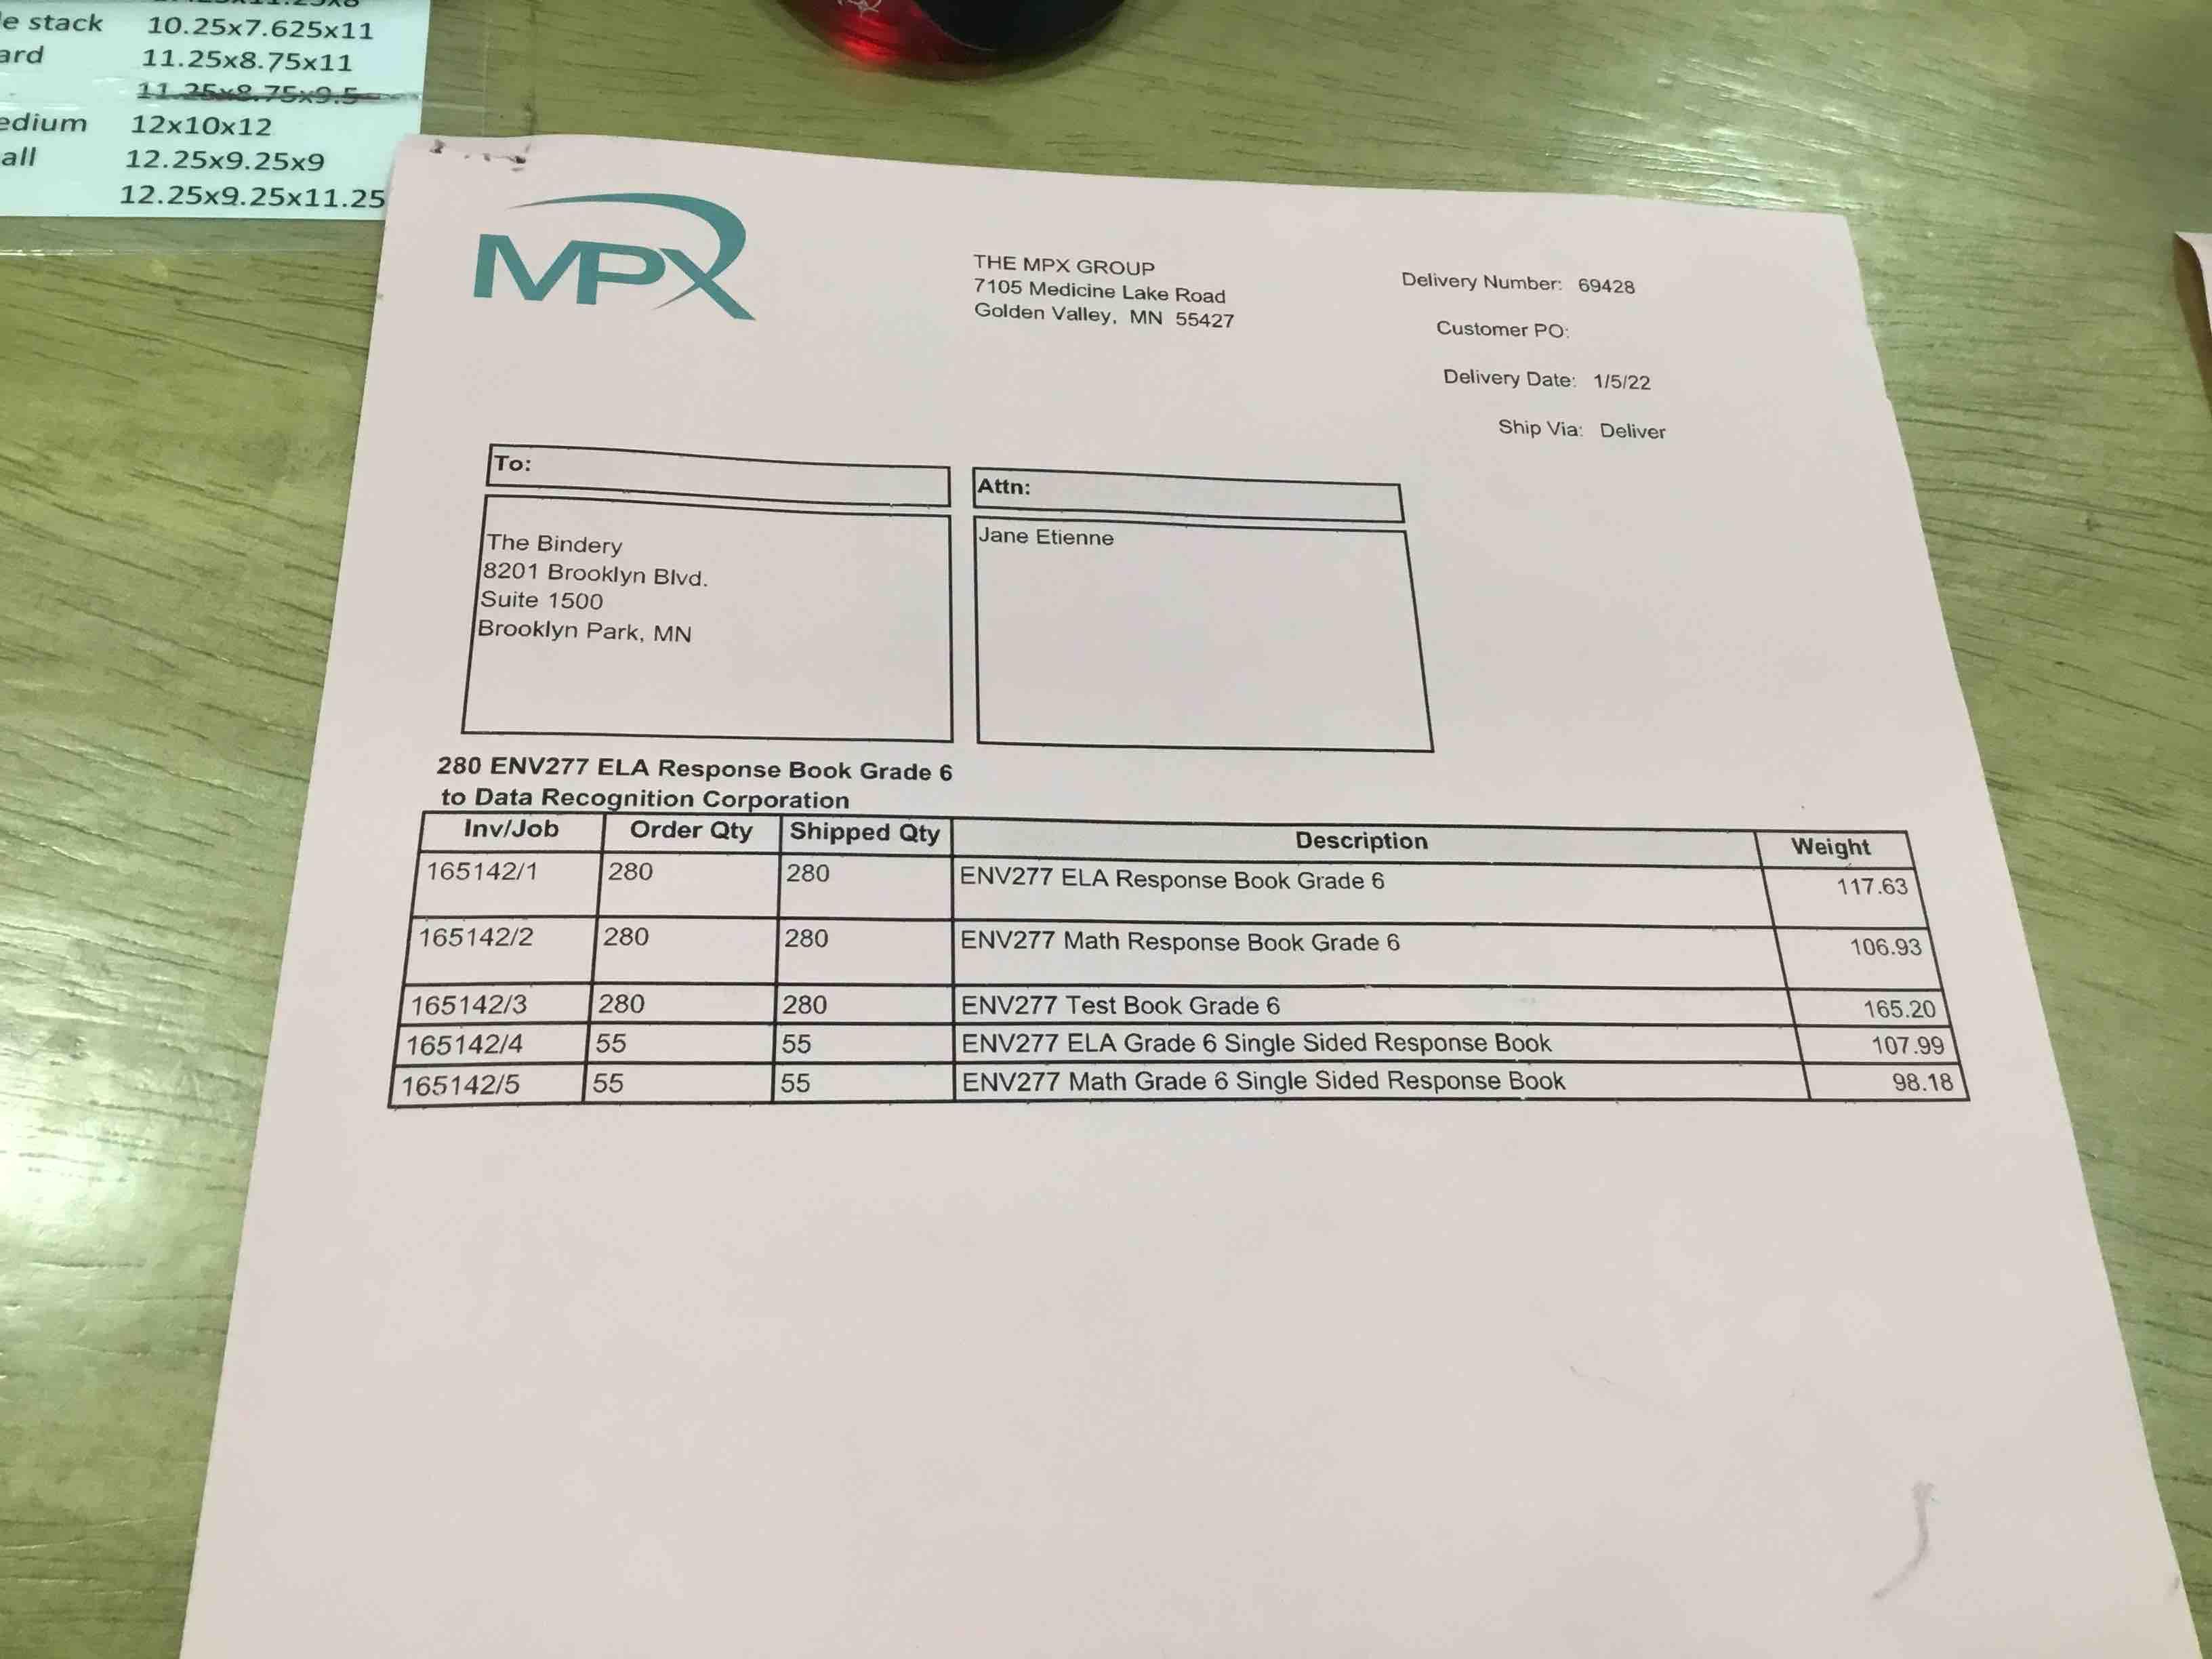 e stack 10.25x7.625x11
ard 11.25x8.75x11
11.25x8.75x9.5
edium 12x10x12
all 12.25x9.25x9
12.25x9.25x11.25
MPX
THE MPX GROUP
7105 Medicine Lake Road
Golden Valley, MN 55427
Delivery Number: 69428
Customer PO:
Delivery Date: 1/5/22
Ship Via: Deliver
To:
The Bindery
8201 Brooklyn Blvd.
Suite 1500
Brooklyn Park, MN
Attn:
Jane Etienne
280 ENV277 ELA Response Book Grade 6
to Data Recognition Corporation
Inv/Job Order Qty Shipped Qty Description Weight
165142/1 280 280 ENV277 ELA Response Book Grade 6 117.63
165142/2 280 280 ENV277 Math Response Book Grade 6 106.93
165142/3 280 280 ENV277 Test Book Grade 6 165.20
165142/4 55 55 ENV277 ELA Grade 6 Single Sided Response Book 107.99
165142/5 55 55 ENV277 Math Grade 6 Single Sided Response Book 98.18